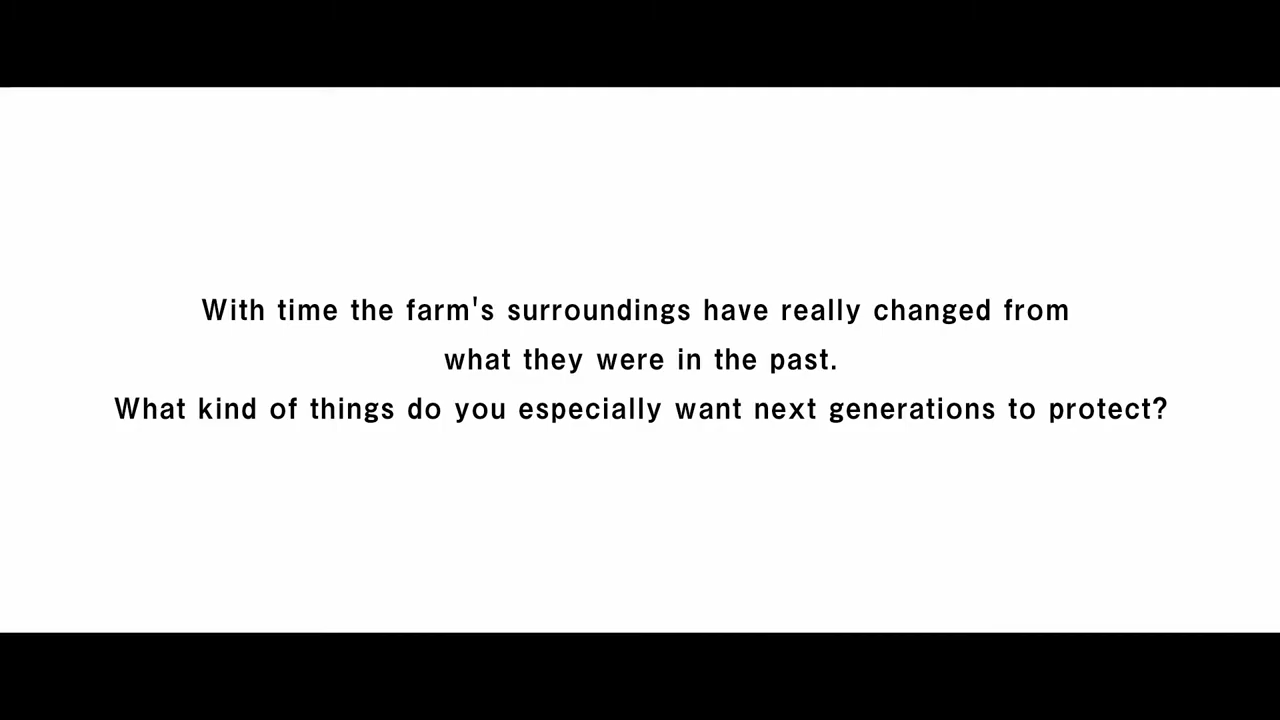 With time the farm's surroundings have really changed from
what they were in the past.
What kind of things do you especially want next generations to protect?